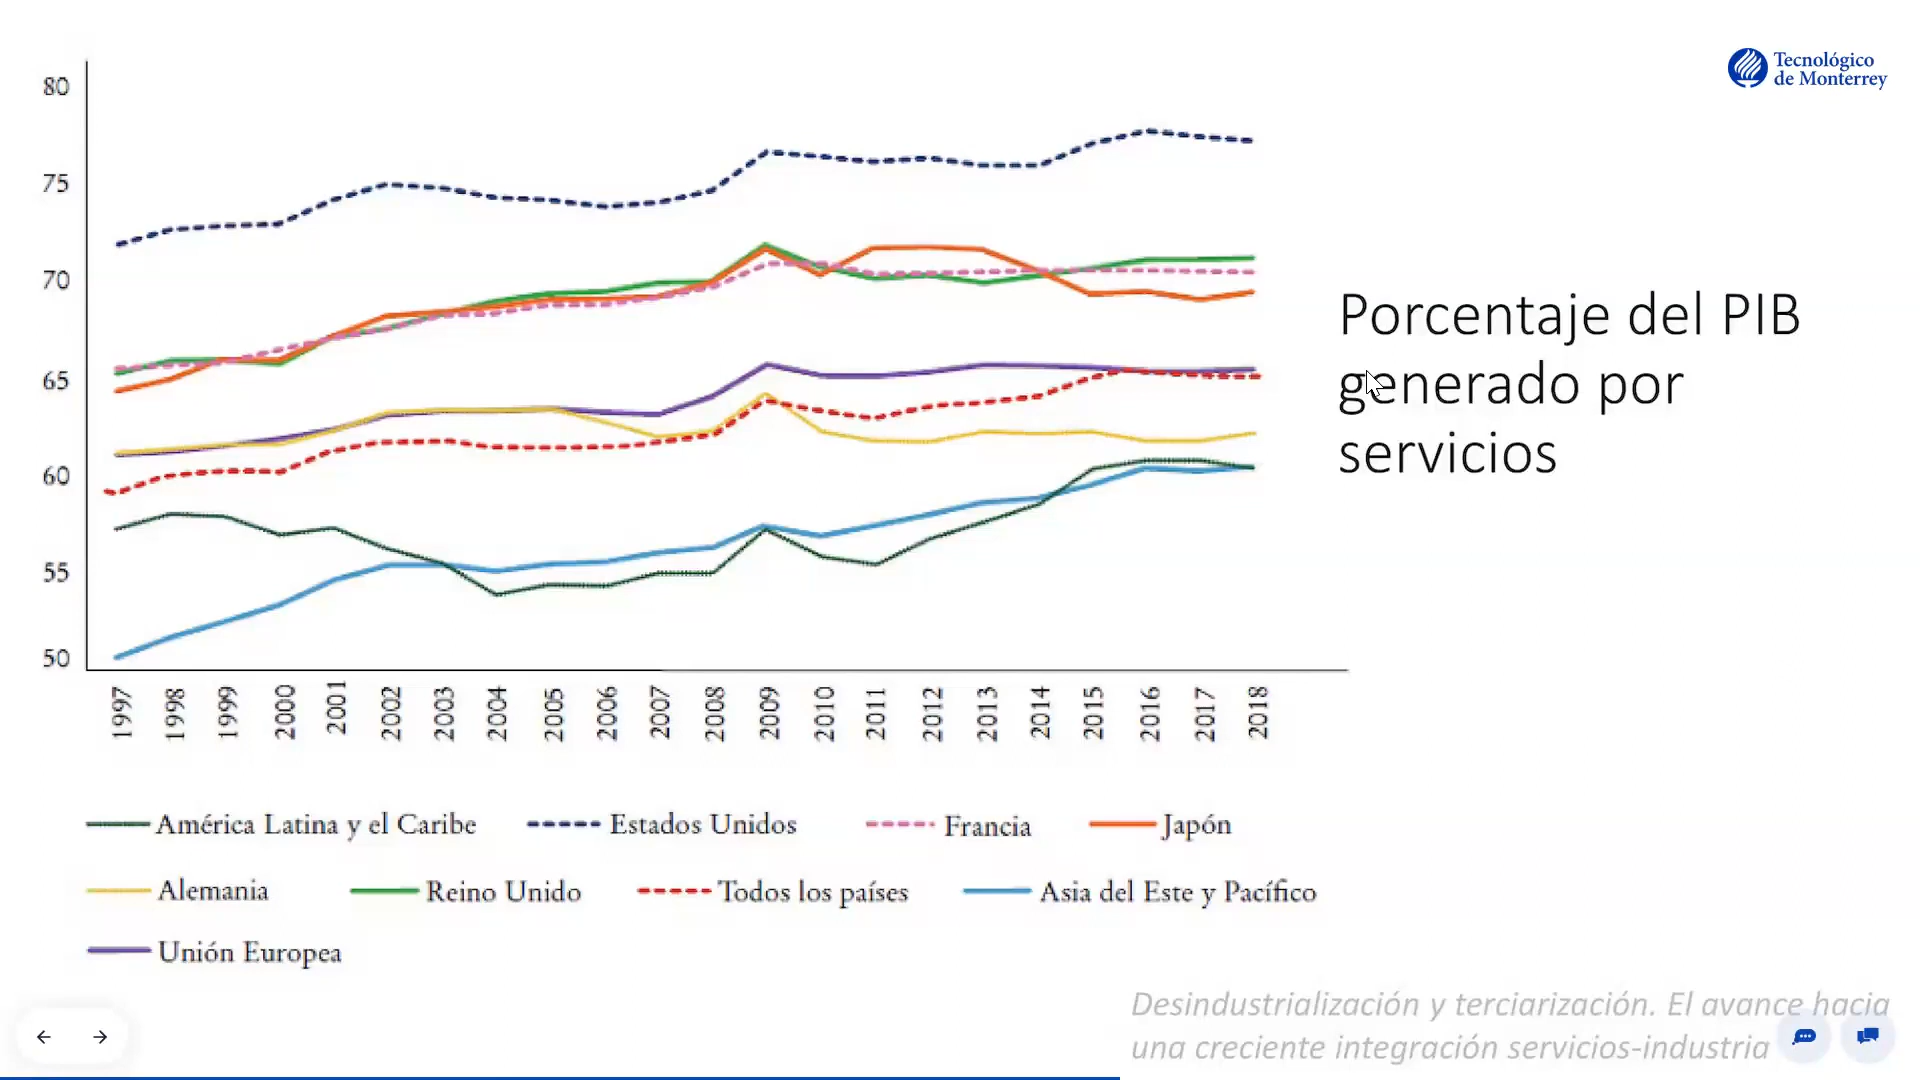 Tecnológico
de Monterrey
80
75
70
65
60
55
50
1997
1998
1999
2000
2001
2002
2003
2004
2005
2006
2007
2008
2009
2010
2011
2012
2013
2014
2015
2016
2017
2018
Porcentaje del PIB
generado por
servicios
América Latina y el Caribe
Estados Unidos
Francia
Japón
Alemania
Reino Unido
Todos los países
Asia del Este y Pacífico
Unión Europea
Desindustrialización y terciarización. El avance hacia
una creciente integración servicios-industria